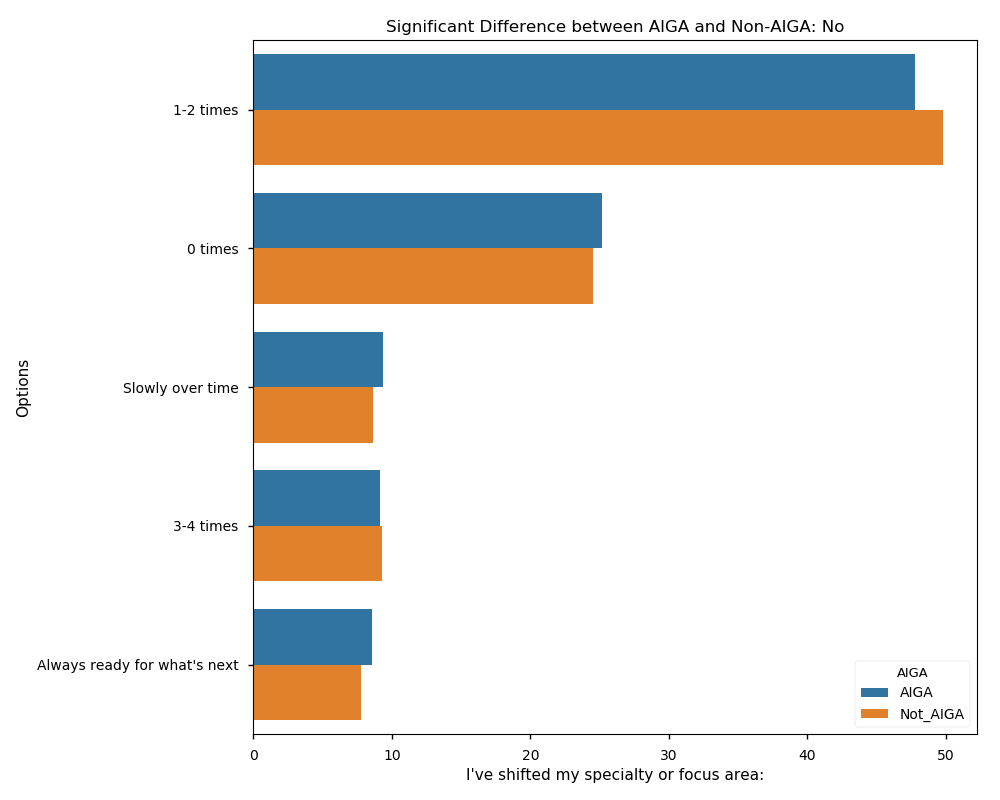 Significant Difference between AIGA and Non-AIGA: No
Options
1-2 times
0 times
Slowly over time
3-4 times
Always ready for what's next
AIGA
AIGA
Not_AIGA
0 10 20 30 40 50
I've shifted my specialty or focus area: